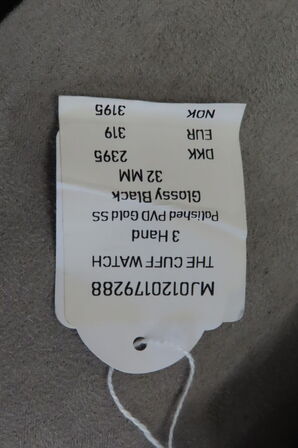 MJ0120179288
THE CUFF WATCH
3 Hand
Polished PVD Gold SS
Glossy Black
32 MM
DKK 2395
EUR 319
NOK 3195